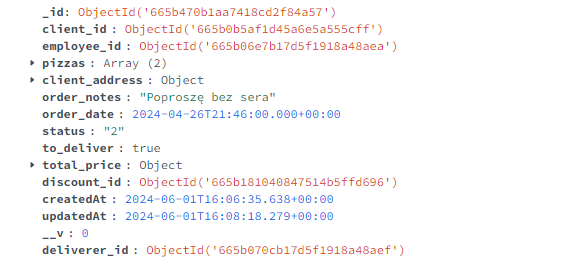 _id: ObjectId('665b470b1aa7418cd2f84a57')
client_id : ObjectId('665b0b5af1d45a6e5a555cff')
employee_id : ObjectId('665b06e7b17d5f1918a48aea')
pizzas : Array (2)
client_address : Object
order_notes : "Poproszę bez sera"
order_date : 2024-04-26T21:46:00.000+00:00
status : "2"
to_deliver : true
total_price : Object
discount_id : ObjectId('665b181040847514b5ffd696')
createdAt : 2024-06-01T16:06:35.638+00:00
updatedAt : 2024-06-01T16:08:18.279+00:00
__v : 0
deliverer_id : ObjectId('665b070cb17d5f1918a48aef')